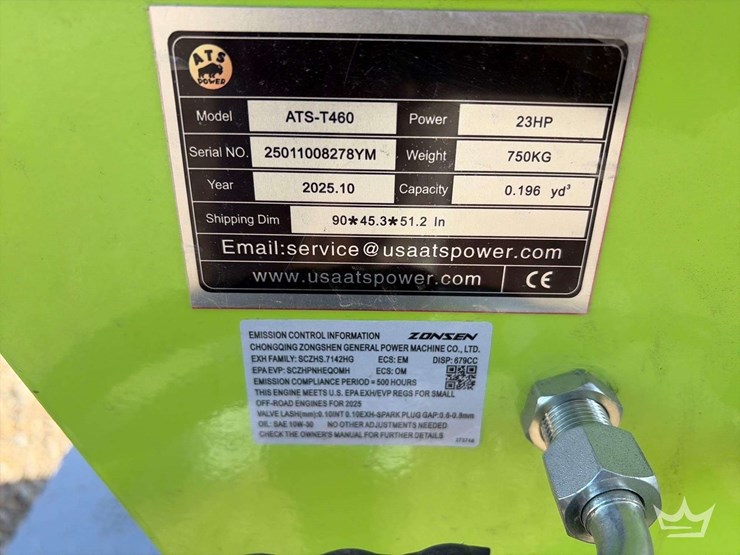 ATS
POWER
Model ATS-T460 Power 23HP
Serial NO. 25011008278YM Weight 750KG
Year 2025.10 Capacity 0.196 yd³
Shipping Dim 90*45.3*51.2 In
Email:service@usaatspower.com
www.usaatspower.com CE
EMISSION CONTROL INFORMATION ZONSEN
CHONGQING ZONGSHEN GENERAL POWER MACHINE CO., LTD.
EXH FAMILY: SCZHS.7142HG ECS: EM DISP: 679CC
EPA EVP: SCZHPNHEQOMH ECS: OM
EMISSION COMPLIANCE PERIOD = 500 HOURS
THIS ENGINE MEETS U.S. EPA EXH/EVP REGS FOR SMALL
OFF-ROAD ENGINES FOR 2025
VALVE LASH(mm):0.10INT 0.10EXH-SPARK PLUG GAP:0.6-0.8mm
OIL: SAE 10W-30 NO OTHER ADJUSTMENTS NEEDED
CHECK THE OWNER'S MANUAL FOR FURTHER DETAILS